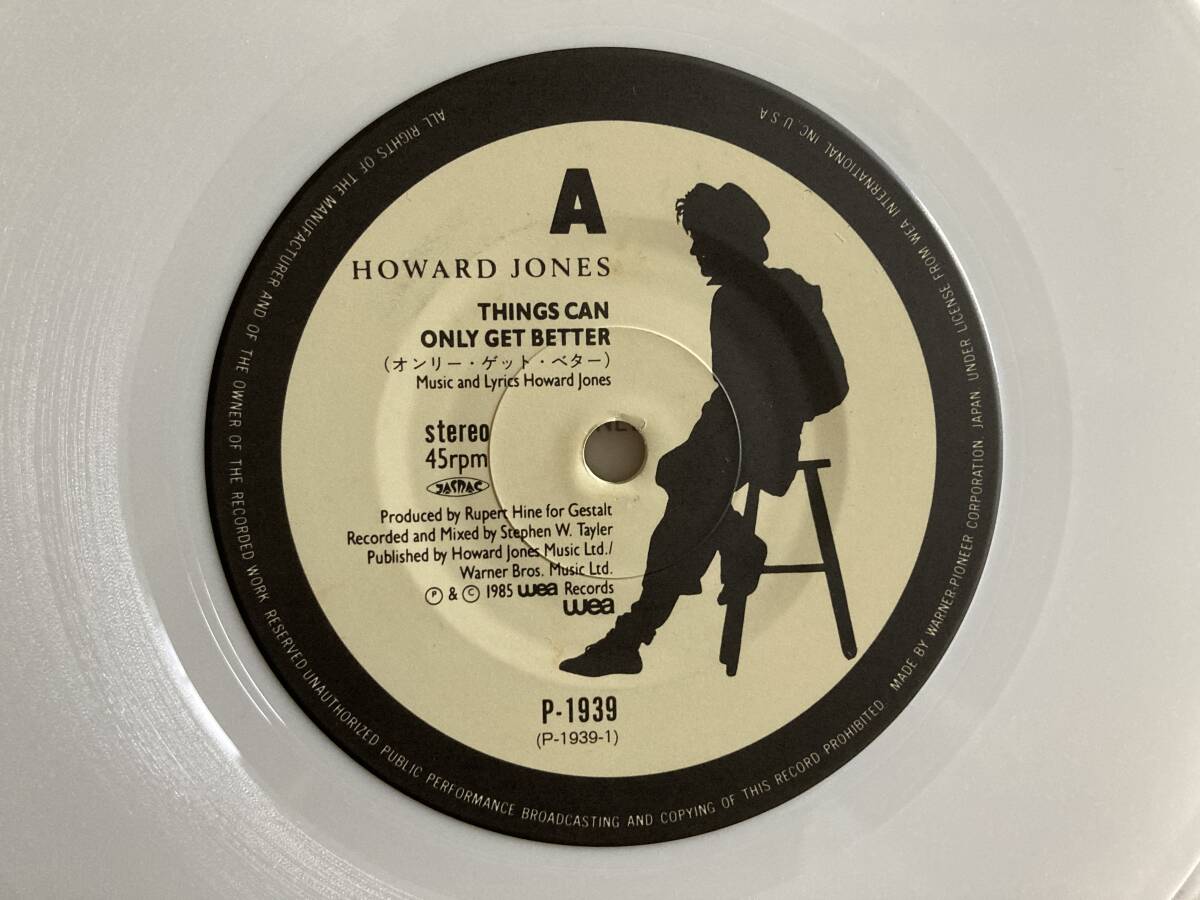 A
HOWARD JONES
THINGS CAN
ONLY GET BETTER
(オンリー・ゲット・ベター)
Music and Lyrics Howard Jones
stereo
45rpm
JASRAC
Produced by Rupert Hine for Gestalt
Recorded and Mixed by Stephen W. Tayler
Published by Howard Jones Music Ltd./
Warner Bros. Music Ltd.
Ⓟ & © 1985 wea Records
wea
P-1939
(P-1939-1)
ALL RIGHTS OF THE MANUFACTURER AND OF THE OWNER OF THE RECORDED WORK RESERVED UNAUTHORIZED PUBLIC PERFORMANCE BROADCASTING AND COPYING OF THIS RECORD PROHIBITED. MADE BY WARNER-PIONEER CORPORATION, JAPAN. UNDER LICENSE FROM WEA INTERNATIONAL INC., U.S.A